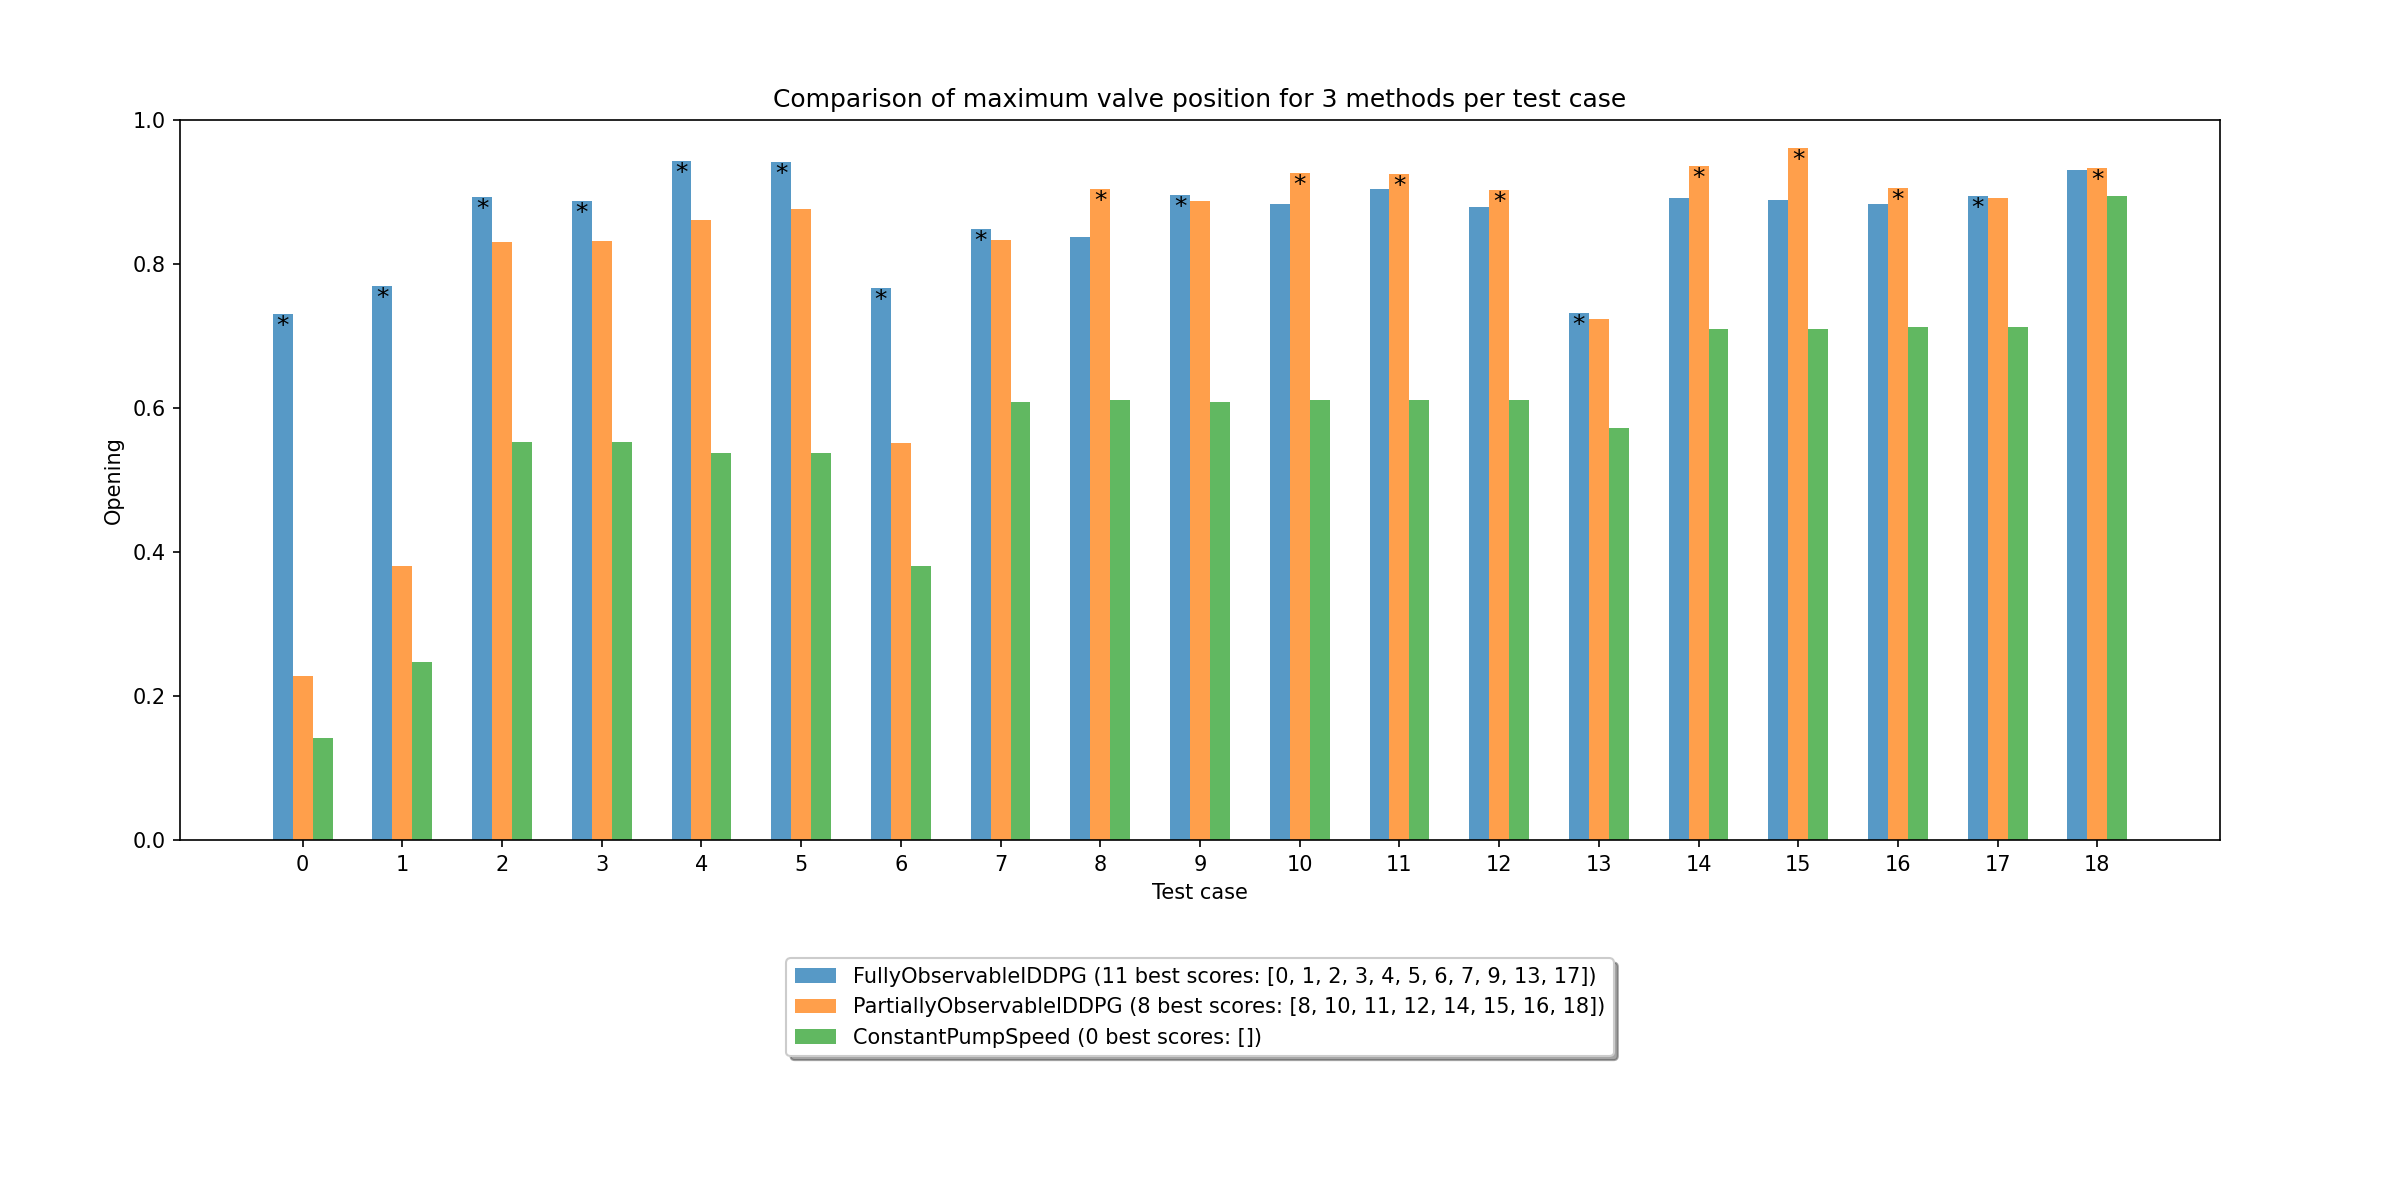 Comparison of maximum valve position for 3 methods per test case
1.0
0.8
0.6
0.4
0.2
0.0
Opening
* * * * * * * * * * * * * * * * * * *
0 1 2 3 4 5 6 7 8 9 10 11 12 13 14 15 16 17 18
Test case
FullyObservableIDDPG (11 best scores: [0, 1, 2, 3, 4, 5, 6, 7, 9, 13, 17])
PartiallyObservableIDDPG (8 best scores: [8, 10, 11, 12, 14, 15, 16, 18])
ConstantPumpSpeed (0 best scores: [])